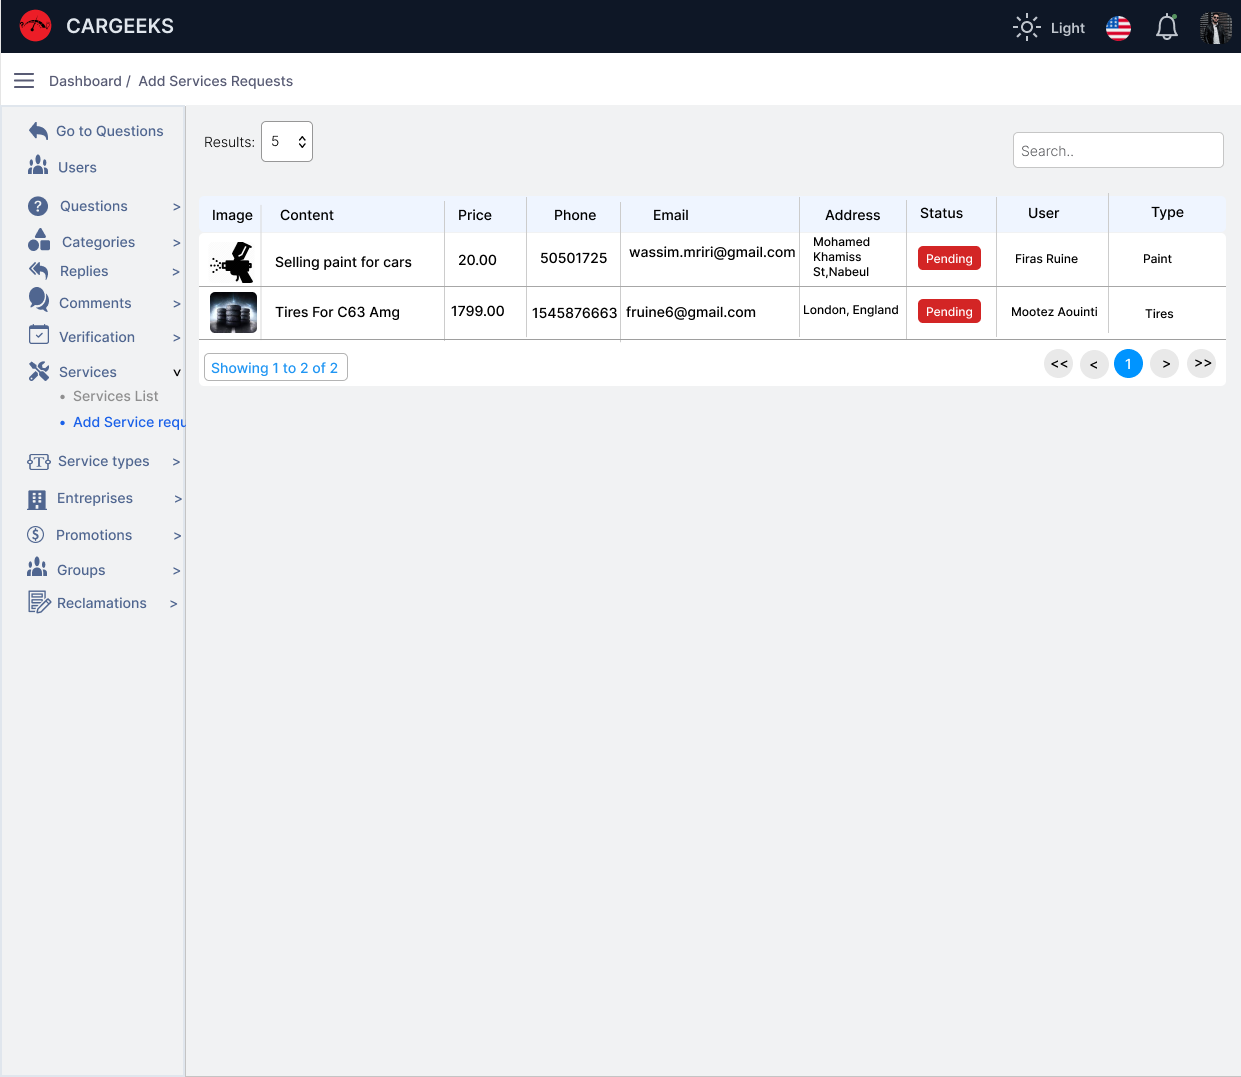 CARGEEKS
Light
Dashboard / Add Services Requests
Go to Questions
Users
Questions >
Categories >
Replies >
Comments >
Verification >
Services v
• Services List
• Add Service requ
Service types >
Entreprises >
Promotions >
Groups >
Reclamations >
Results: 5
Search..
Image Content Price Phone Email Address Status User Type
Selling paint for cars 20.00 50501725 wassim.mriri@gmail.com
Mohamed
Khamiss
St,Nabeul
Pending Firas Ruine Paint
Tires For C63 Amg 1799.00 1545876663 fruine6@gmail.com London, England Pending Mootez Aouinti Tires
Showing 1 to 2 of 2
<< < 1 > >>